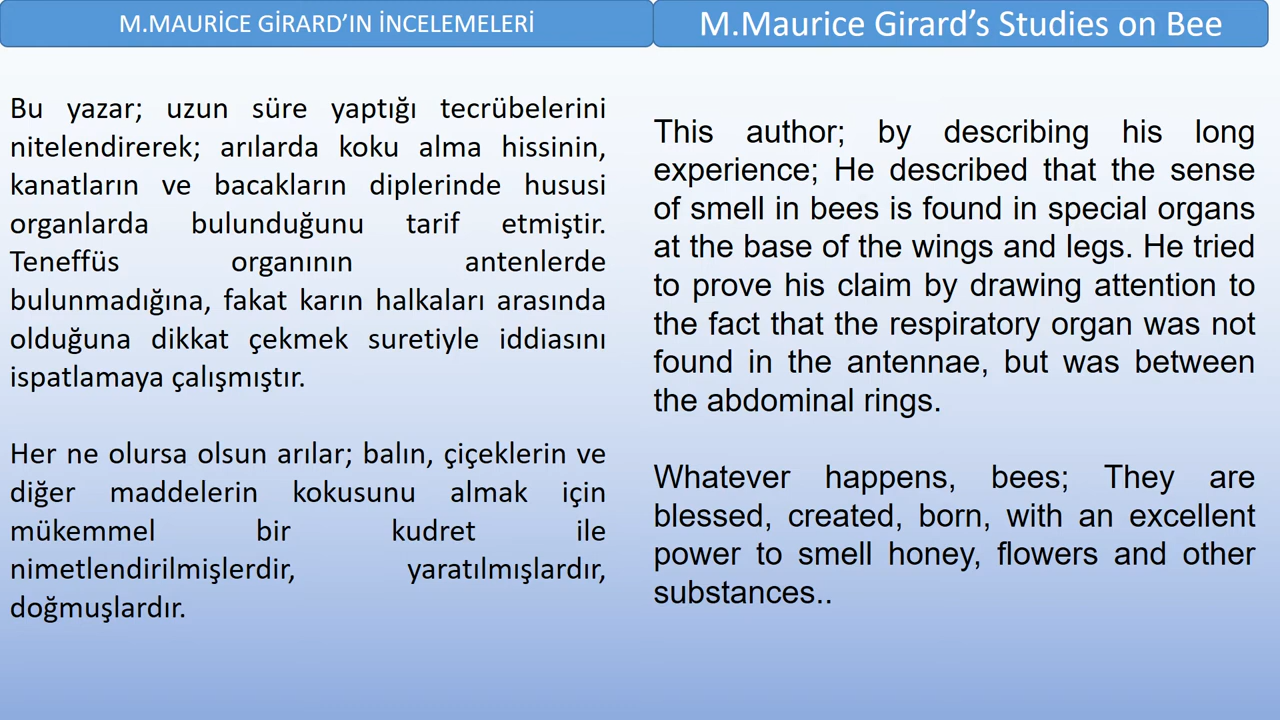 M.MAURİCE GİRARD’IN İNCELEMELERİ
Bu yazar; uzun süre yaptığı tecrübelerini
nitelendirerek; arılarda koku alma hissinin,
kanatların ve bacakların diplerinde hususi
organlarda bulunduğunu tarif etmiştir.
Teneffüs organının antenlerde
bulunmadığına, fakat karın halkaları arasında
olduğuna dikkat çekmek suretiyle iddiasını
ispatlamaya çalışmıştır.
Her ne olursa olsun arılar; balın, çiçeklerin ve
diğer maddelerin kokusunu almak için
mükemmel bir kudret ile
nimetlendirilmişlerdir, yaratılmışlardır,
doğmuşlardır.
M.Maurice Girard’s Studies on Bee
This author; by describing his long
experience; He described that the sense
of smell in bees is found in special organs
at the base of the wings and legs. He tried
to prove his claim by drawing attention to
the fact that the respiratory organ was not
found in the antennae, but was between
the abdominal rings.
Whatever happens, bees; They are
blessed, created, born, with an excellent
power to smell honey, flowers and other
substances..